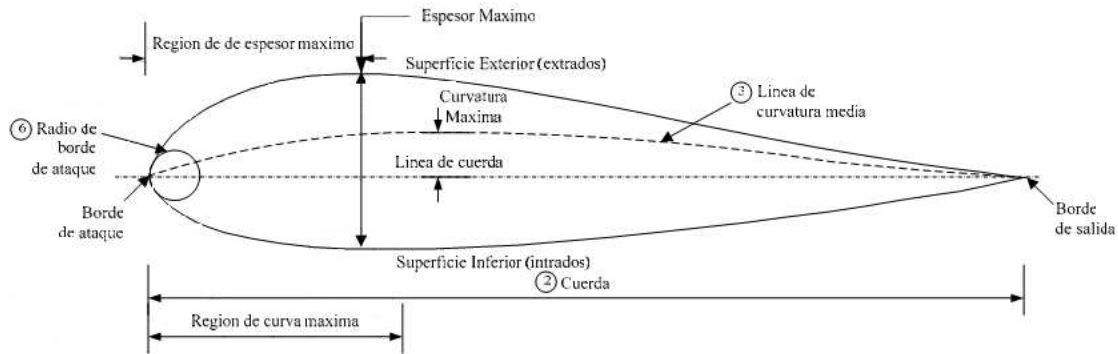 Espesor Maximo
Region de de espesor maximo
Superficie Exterior (extrados)
Curvatura
Maxima
3 Linea de
curvatura media
6 Radio de
borde
de ataque
Linea de cuerda
Borde
de ataque
Borde
de salida
Superficie Inferior (intrados)
2 Cuerda
Region de curva maxima